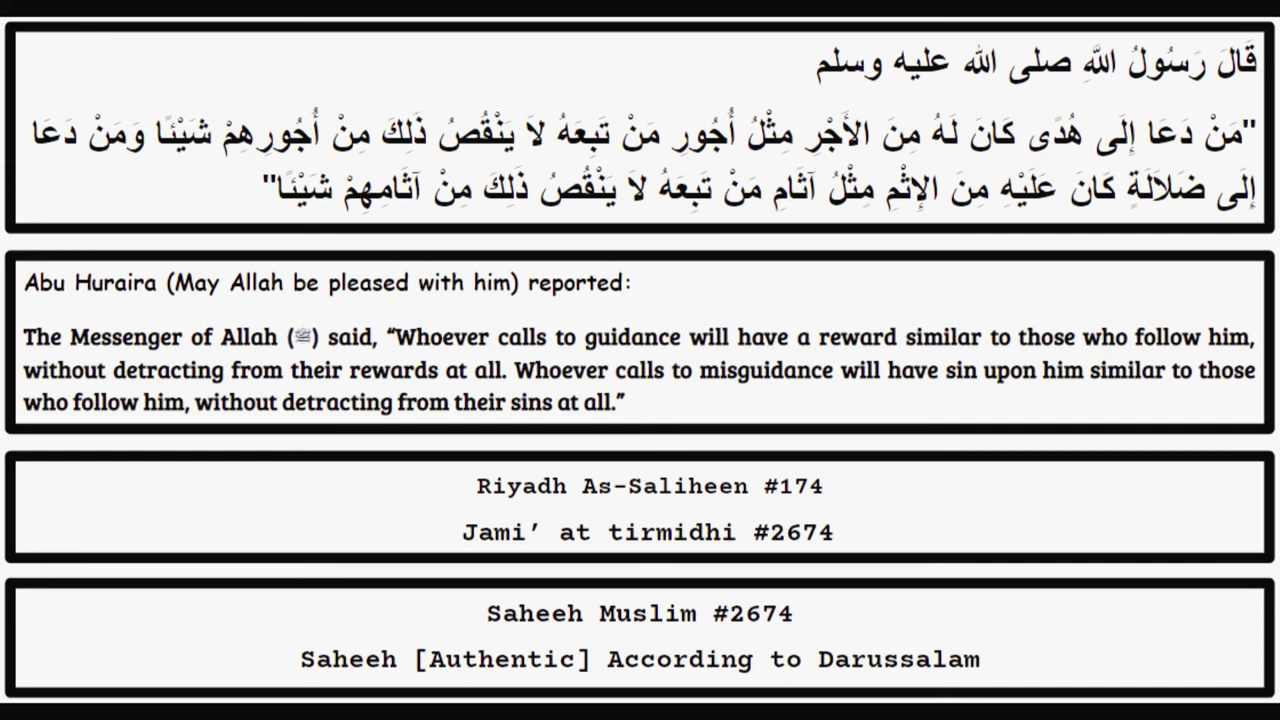 قَالَ رَسُولُ اللَّهِ صلى الله عليه وسلم
"مَنْ دَعَا إِلَى هُدًى كَانَ لَهُ مِنَ الأَجْرِ مِثْلُ أُجُورِ مَنْ تَبِعَهُ لاَ يَنْقُصُ ذَلِكَ مِنْ أُجُورِهِمْ شَيْئًا وَمَنْ دَعَا
إِلَى ضَلاَلَةٍ كَانَ عَلَيْهِ مِنَ الإِثْمِ مِثْلُ آثَامِ مَنْ تَبِعَهُ لاَ يَنْقُصُ ذَلِكَ مِنْ آثَامِهِمْ شَيْئًا"
Abu Huraira (May Allah be pleased with him) reported:
The Messenger of Allah (ﷺ) said, “Whoever calls to guidance will have a reward similar to those who follow him,
without detracting from their rewards at all. Whoever calls to misguidance will have sin upon him similar to those
who follow him, without detracting from their sins at all.”
Riyadh As-Saliheen #174
Jami’ at tirmidhi #2674
Saheeh Muslim #2674
Saheeh [Authentic] According to Darussalam